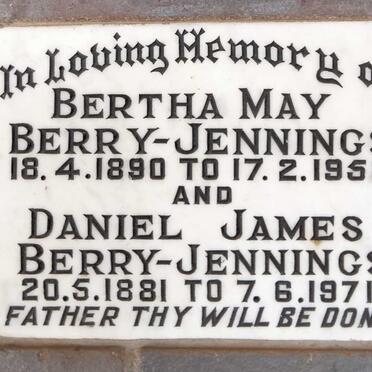 In Loving Memory o
BERTHA MAY
BERRY-JENNINGS
18.4.1890 TO 17.2.195
AND
DANIEL JAMES
BERRY-JENNINGS
20.5.1881 TO 7.6.1971
FATHER THY WILL BE DON